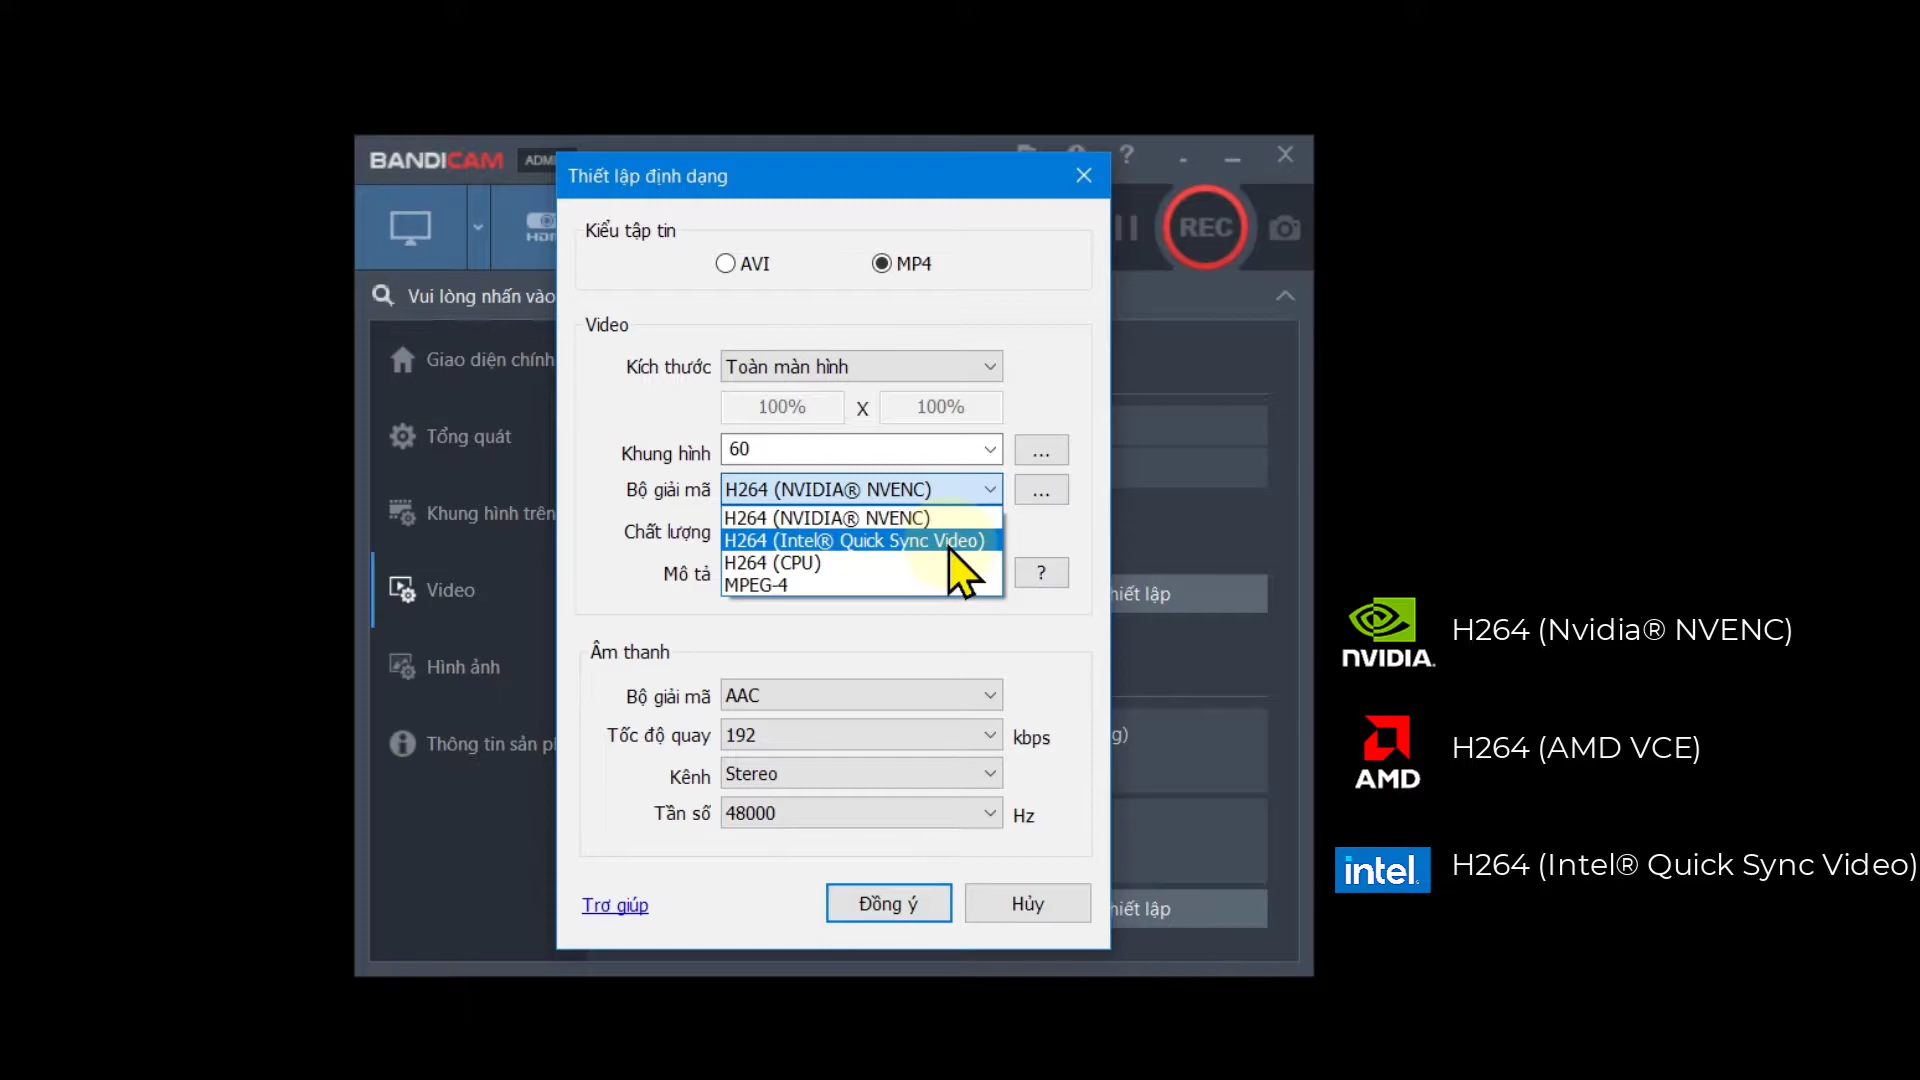 BANDICAM
Thiết lập định dạng
?
Kiểu tập tin
AVI
MP4
REC
Vui lòng nhấn vào
Video
Giao diện chính
Kích thước
Toàn màn hình
100%
X
100%
Tổng quát
Khung hình
60
...
Bộ giải mã
H264 (NVIDIA® NVENC)
...
Khung hình trên
H264 (NVIDIA® NVENC)
Chất lượng
H264 (Intel® Quick Sync Video)
H264 (CPU)
Mô tả
?
MPEG-4
Video
hiết lập
NVIDIA.
H264 (Nvidia® NVENC)
Âm thanh
Hình ảnh
Bộ giải mã
AAC
Tốc độ quay
192
kbps
Thông tin sản
AMD
H264 (AMD VCE)
Kênh
Stereo
Tần số
48000
Hz
intel.
H264 (Intel® Quick Sync Video)
Trơ giúp
Đồng ý
Hủy
hiết lập